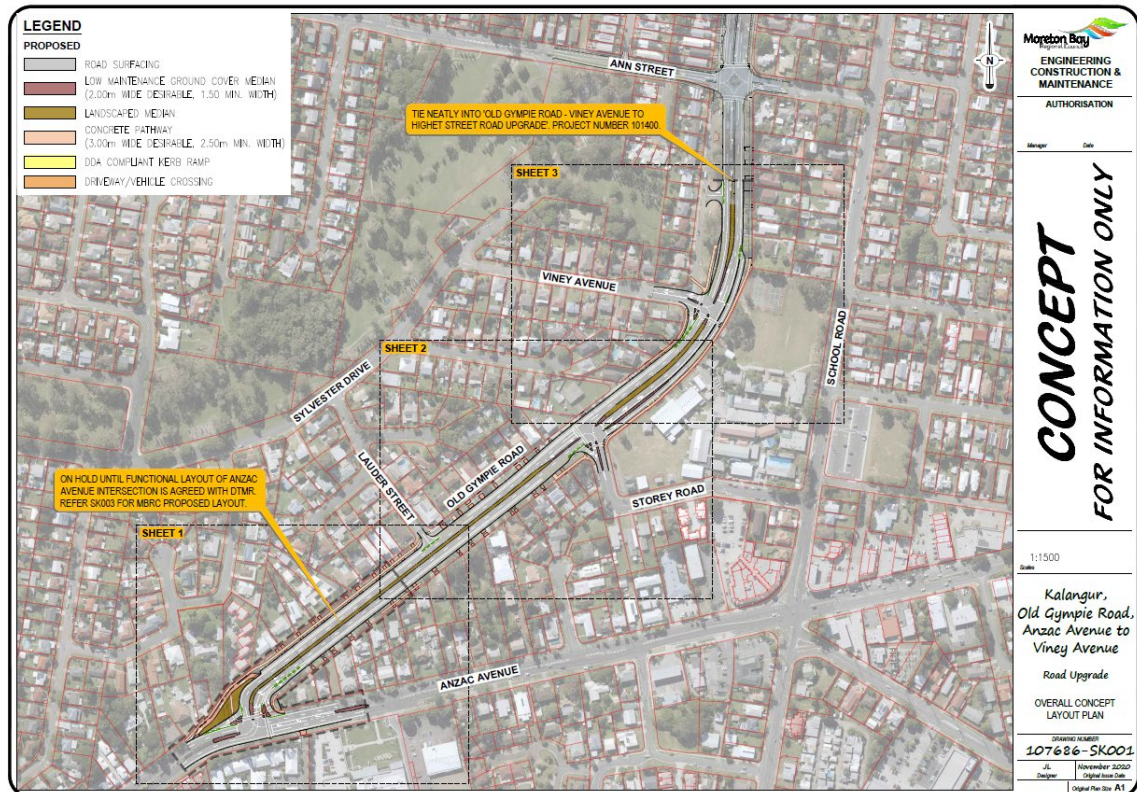 LEGEND
PROPOSED
ROAD SURFACING
LOW MAINTENANCE GROUND COVER MEDIAN
(2.00m WIDE DESIRABLE, 1.50 MIN. WIDTH)
LANDSCAPED MEDIAN
CONCRETE PATHWAY
(3.00m WIDE DESIRABLE, 2.50m MIN. WIDTH)
DDA COMPLIANT KERB RAMP
DRIVEWAY/VEHICLE CROSSING
ANN STREET
N
TIE NEATLY INTO 'OLD GYMPIE ROAD - VINEY AVENUE TO
HIGHET STREET ROAD UPGRADE'. PROJECT NUMBER 101400.
SHEET 3
VINEY AVENUE
SCHOOL ROAD
SHEET 2
SYLVESTER DRIVE
LAUDER STREET
OLD GYMPIE ROAD
STOREY ROAD
ON HOLD UNTIL FUNCTIONAL LAYOUT OF ANZAC
AVENUE INTERSECTION IS AGREED WITH DTMR.
REFER SK003 FOR MBRC PROPOSED LAYOUT.
SHEET 1
ANZAC AVENUE
Moreton Bay
Regional Council
ENGINEERING
CONSTRUCTION &
MAINTENANCE
AUTHORISATION
Manager Date
CONCEPT
FOR INFORMATION ONLY
1:1500
Scales
Kalangur,
Old Gympie Road,
Anzac Avenue to
Viney Avenue
Road Upgrade
OVERALL CONCEPT
LAYOUT PLAN
DRAWING NUMBER
107686-SK001
JL November 2020
Designer Original Issue Date
Original Plan Size A1